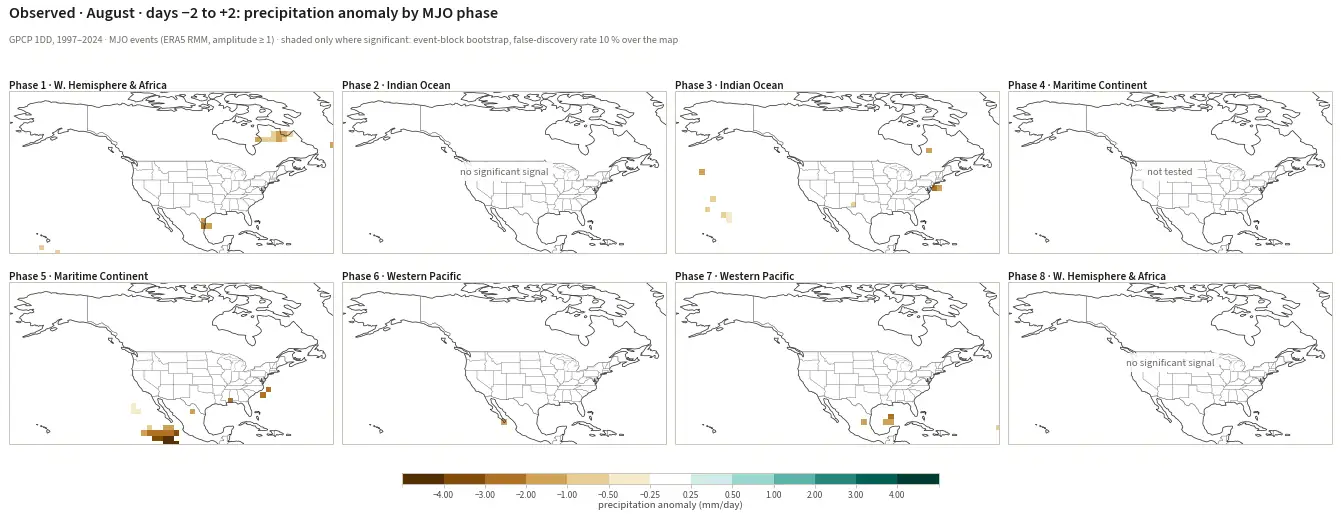 Observed · August · days −2 to +2: precipitation anomaly by MJO phase
GPCP 1DD, 1997–2024 · MJO events (ERA5 RMM, amplitude ≥ 1) · shaded only where significant: event-block bootstrap, false-discovery rate 10 % over the map
Phase 1 · W. Hemisphere & Africa
Phase 2 · Indian Ocean
no significant signal
Phase 3 · Indian Ocean
Phase 4 · Maritime Continent
not tested
Phase 5 · Maritime Continent
Phase 6 · Western Pacific
Phase 7 · Western Pacific
Phase 8 · W. Hemisphere & Africa
no significant signal
−4.00 −3.00 −2.00 −1.00 −0.50 −0.25 0.25 0.50 1.00 2.00 3.00 4.00
precipitation anomaly (mm/day)